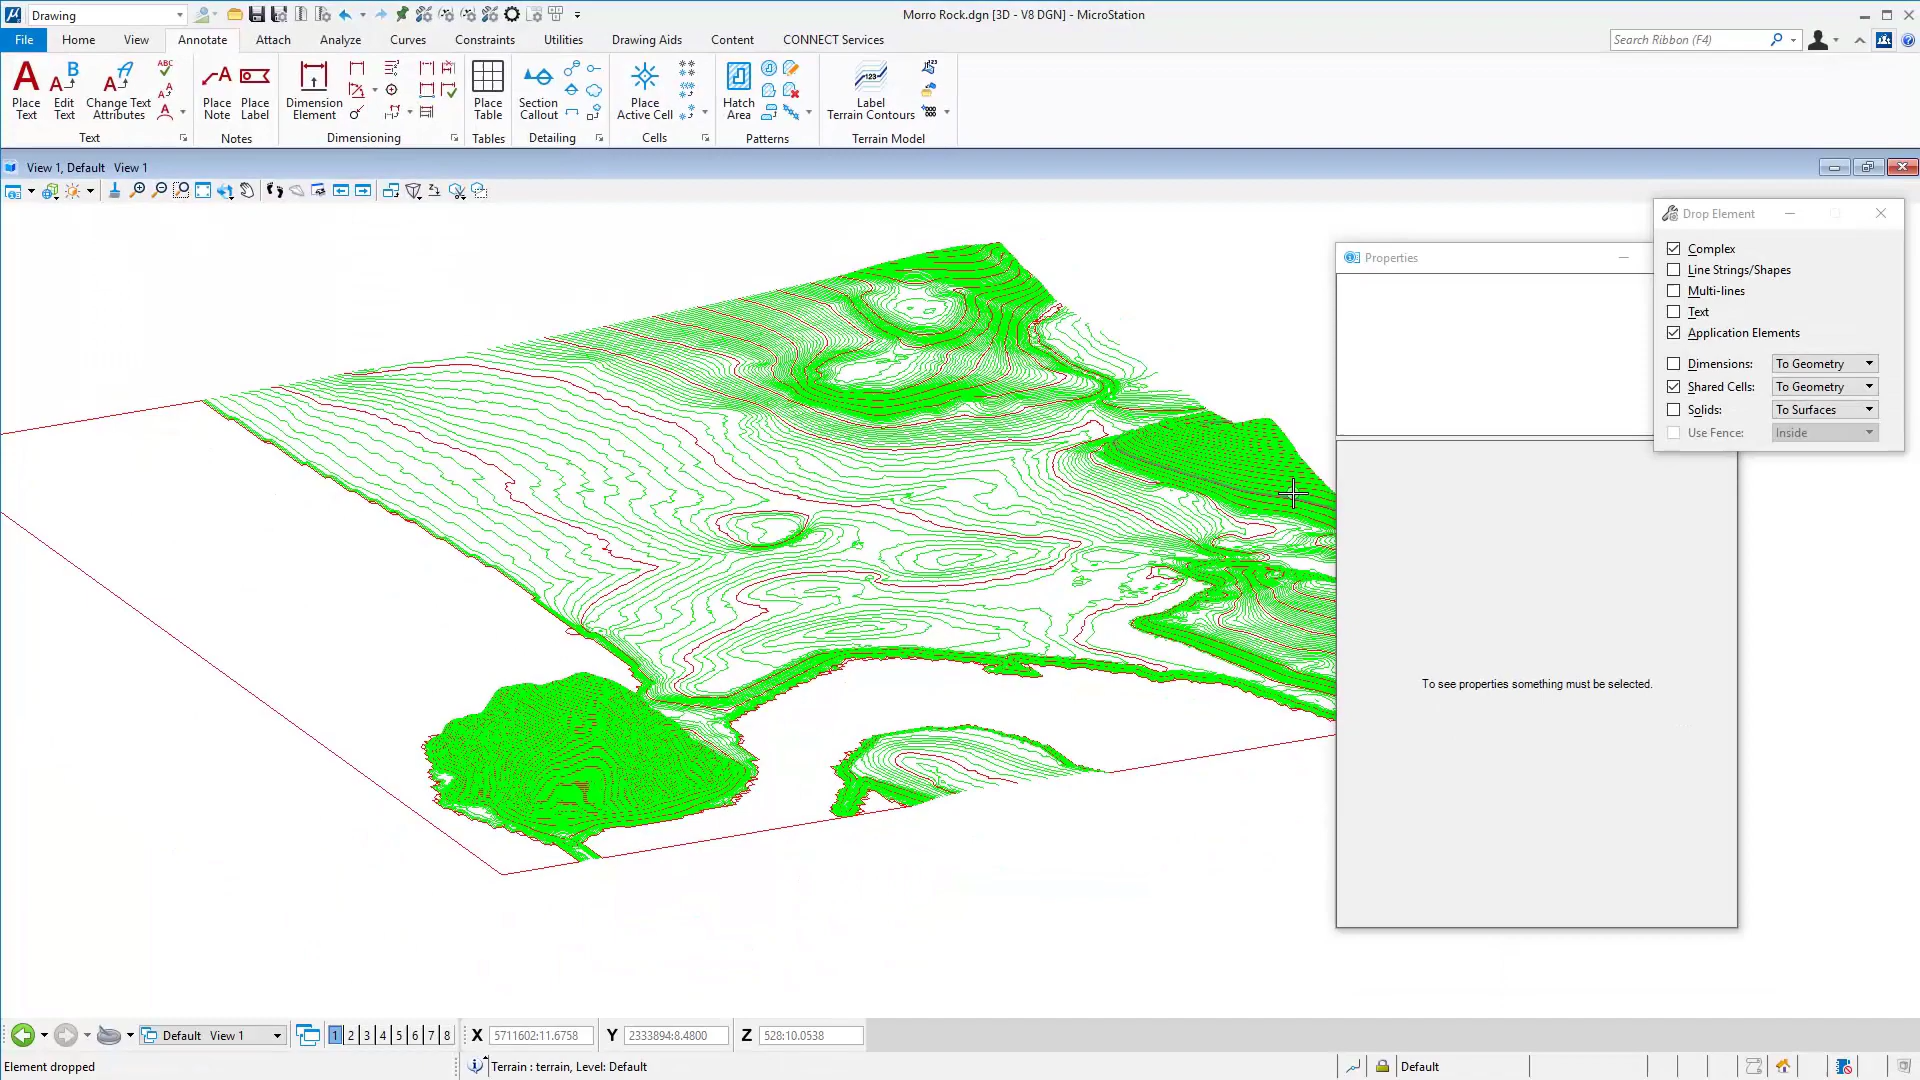 Drawing
Morro Rock.dgn [3D - V8 DGN] - MicroStation
File Home View Annotate Attach Analyze Curves Constraints Utilities Drawing Aids Content CONNECT Services
Search Ribbon (F4)
Place Text
Edit Text
Change Text Attributes
ABC
Place Note
Place Label
Dimension Element
Place Table
Section Callout
Place Active Cell
Hatch Area
Label Terrain Contours
Text Notes Dimensioning Tables Detailing Cells Patterns Terrain Model
View 1, Default View 1
Drop Element
Complex
Line Strings/Shapes
Multi-lines
Text
Application Elements
Dimensions: To Geometry
Shared Cells: To Geometry
Solids: To Surfaces
Use Fence: Inside
Properties
To see properties something must be selected.
Default View 1
1 2 3 4 5 6 7 8
X 5711602:11.6758 Y 2333894:8.4800 Z 528:10.0538
Element dropped
Terrain : terrain, Level: Default
Default